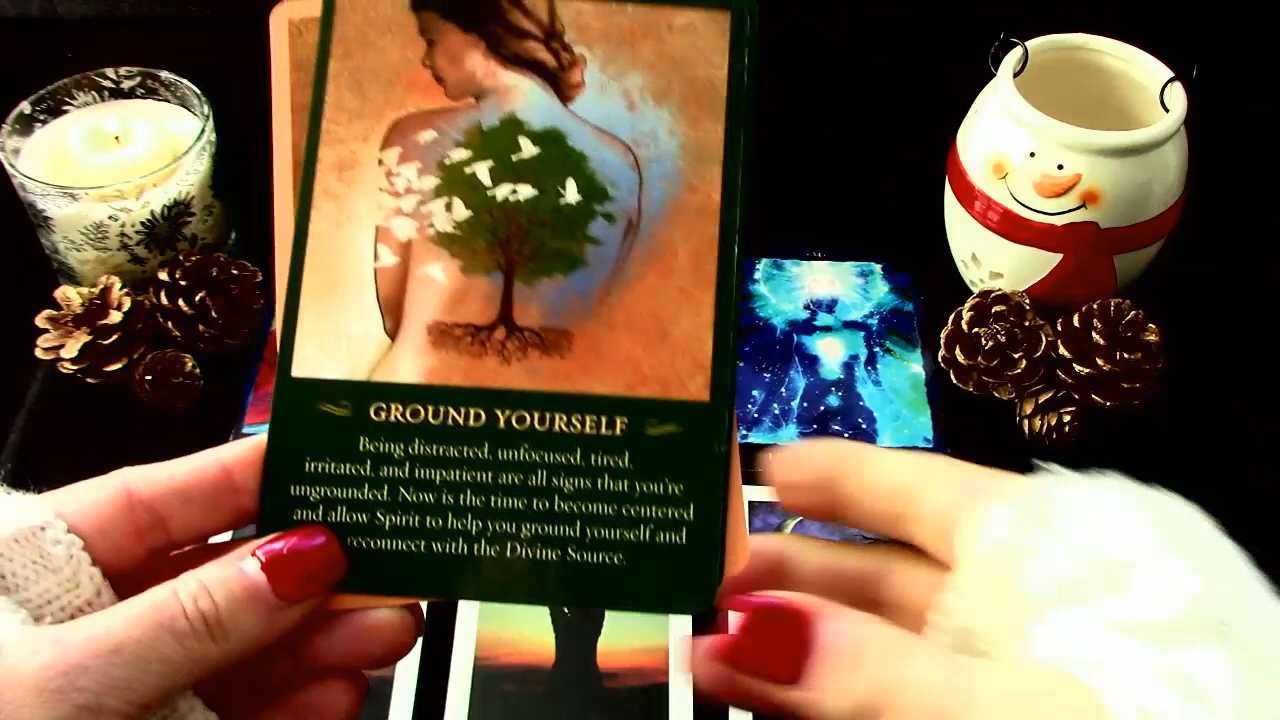 GROUND YOURSELF
Being distracted, unfocused, tired,
irritated, and impatient are all signs that you're
ungrounded. Now is the time to become centered
and allow Spirit to help you ground yourself and
reconnect with the Divine Source.